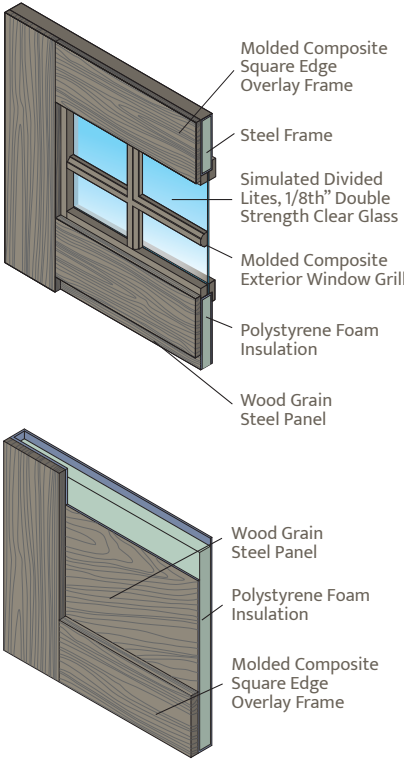 Molded Composite
Square Edge
Overlay Frame
Steel Frame
Simulated Divided
Lites, 1/8th” Double
Strength Clear Glass
Molded Composite
Exterior Window Grill
Polystyrene Foam
Insulation
Wood Grain
Steel Panel
Wood Grain
Steel Panel
Polystyrene Foam
Insulation
Molded Composite
Square Edge
Overlay Frame